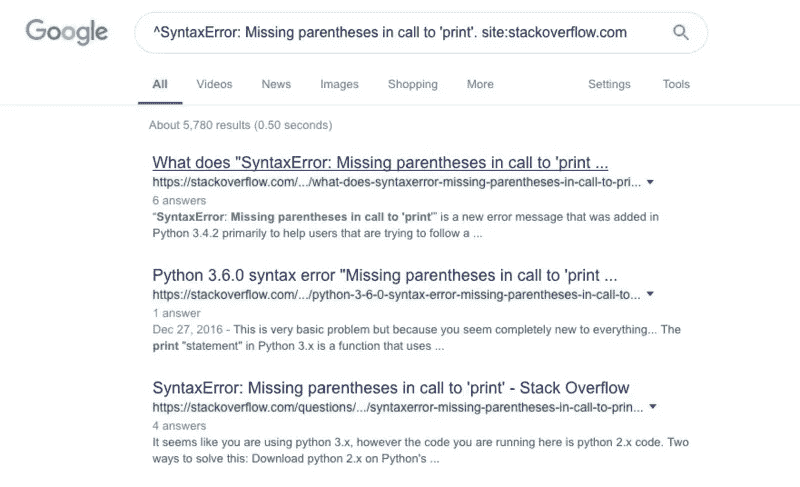 Google
^SyntaxError: Missing parentheses in call to 'print'. site:stackoverflow.com
All Videos News Images Shopping More Settings Tools
About 5,780 results (0.50 seconds)
What does "SyntaxError: Missing parentheses in call to 'print ...
https://stackoverflow.com/.../what-does-syntaxerror-missing-parentheses-in-call-to-pri...
6 answers
"SyntaxError: Missing parentheses in call to 'print'" is a new error message that was added in
Python 3.4.2 primarily to help users that are trying to follow a ...
Python 3.6.0 syntax error "Missing parentheses in call to 'print ...
https://stackoverflow.com/.../python-3-6-0-syntax-error-missing-parentheses-in-call-to...
1 answer
Dec 27, 2016 - This is very basic problem but because you seem completely new to everything... The
print "statement" in Python 3.x is a function that uses ...
SyntaxError: Missing parentheses in call to 'print' - Stack Overflow
https://stackoverflow.com/questions/.../syntaxerror-missing-parentheses-in-call-to-prin...
4 answers
It seems like you are using python 3.x, however the code you are running here is python 2.x code. Two
ways to solve this: Download python 2.x on Python's ...